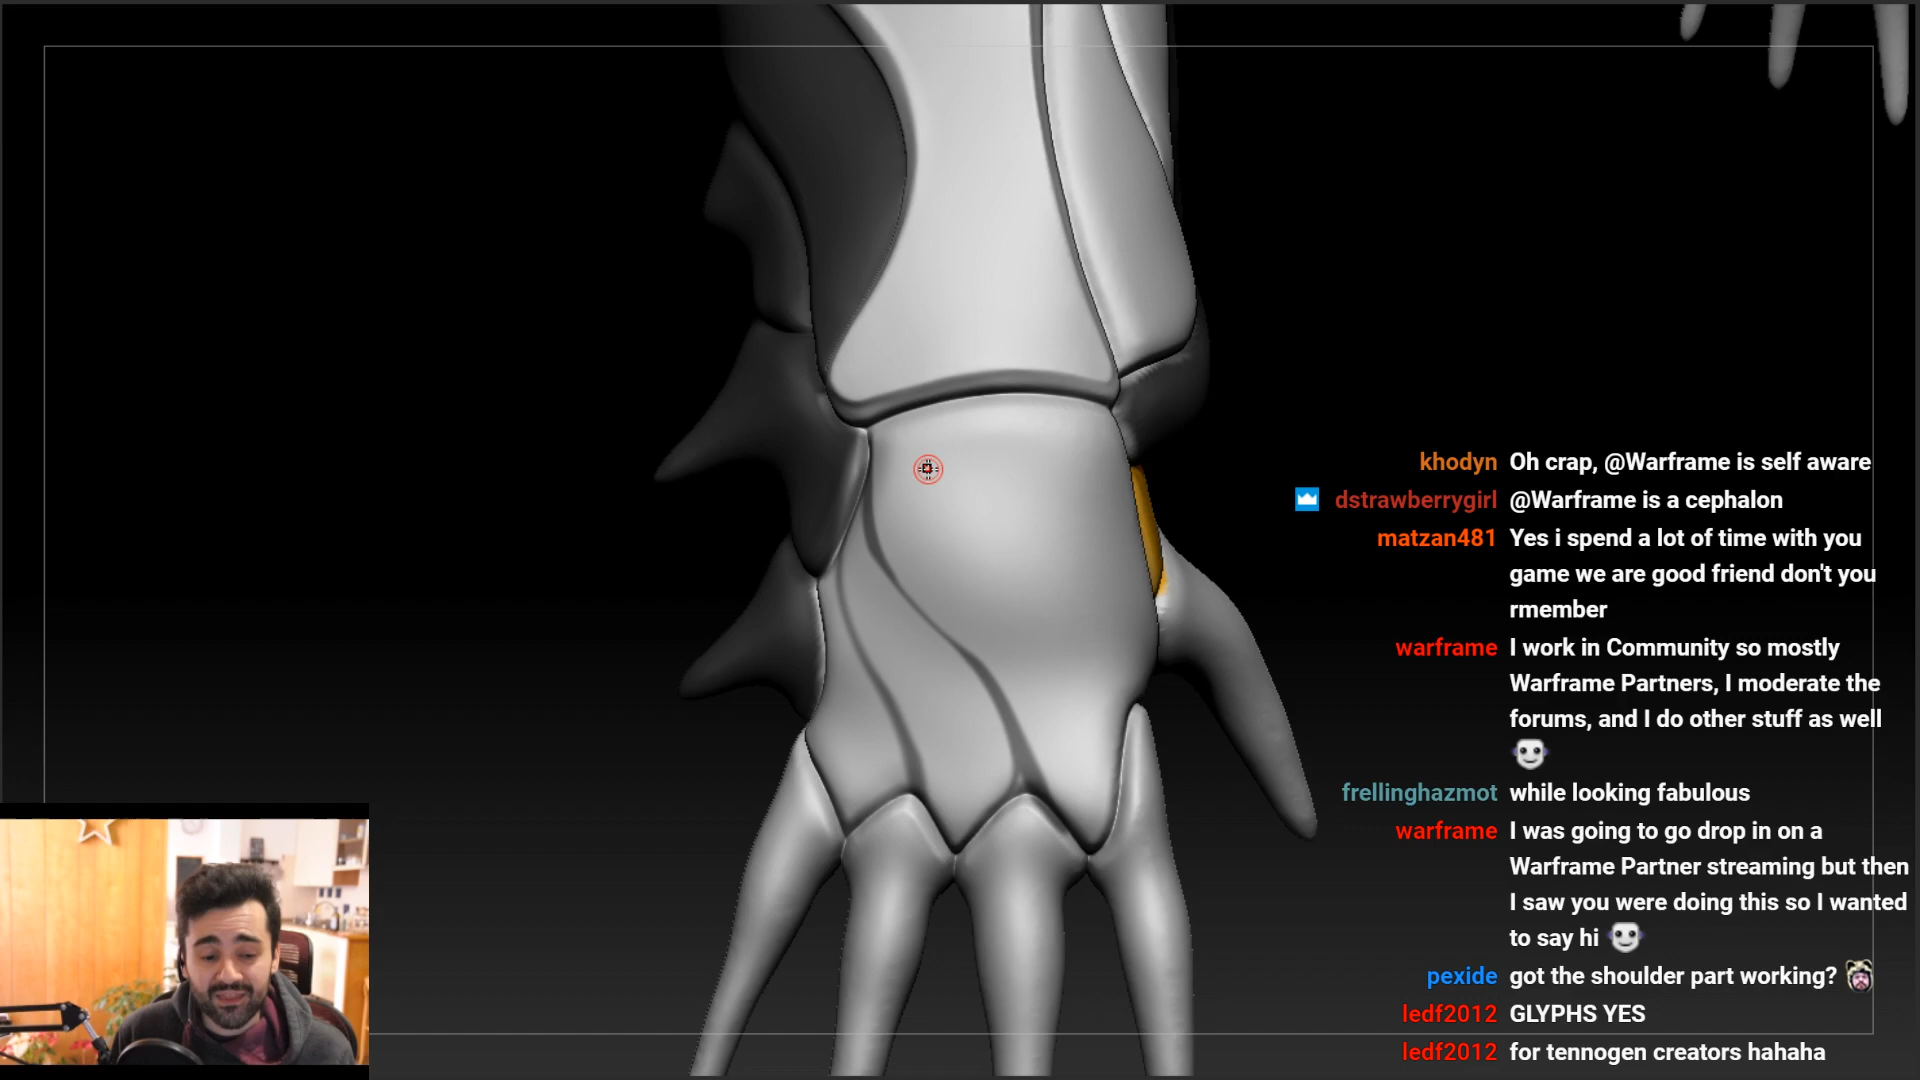 khodyn Oh crap, @Warframe is self aware
dstrawberrygirl @Warframe is a cephalon
matzan481 Yes i spend a lot of time with you
game we are good friend don't you
rmember
warframe I work in Community so mostly
Warframe Partners, I moderate the
forums, and I do other stuff as well
frellinghazmot while looking fabulous
warframe I was going to go drop in on a
Warframe Partner streaming but then
I saw you were doing this so I wanted
to say hi
pexide got the shoulder part working?
ledf2012 GLYPHS YES
ledf2012 for tennogen creators hahaha